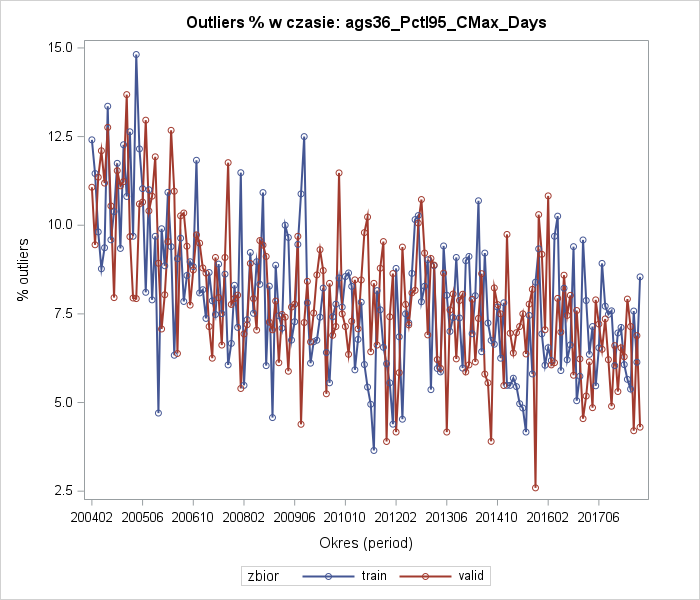 Outliers % w czasie: ags36_Pctl95_CMax_Days
% outliers
15.0
12.5
10.0
7.5
5.0
2.5
200402 200506 200610 200802 200906 201010 201202 201306 201410 201602 201706
Okres (period)
zbior train valid